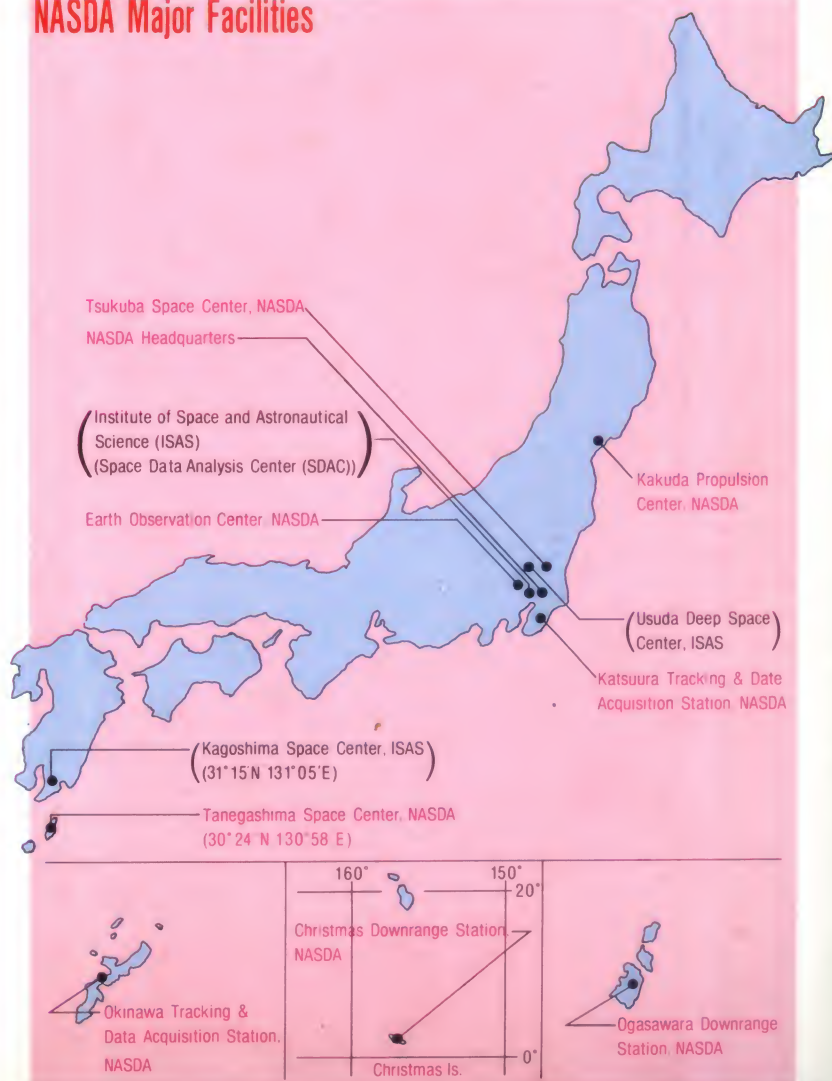 NASDA Major Facilities
Tsukuba Space Center, NASDA
NASDA Headquarters
(Institute of Space and Astronautical
Science (ISAS)
(Space Data Analysis Center (SDAC)))
Kakuda Propulsion
Center, NASDA
Earth Observation Center NASDA
(Usuda Deep Space
Center, ISAS)
Katsuura Tracking & Date
Acquisition Station NASDA
(Kagoshima Space Center, ISAS)
(31°15'N 131°05'E)
Tanegashima Space Center, NASDA
(30°24 N 130°58 E)
160° 150°
20°
Christmas Downrange Station,
NASDA
Okinawa Tracking &
Data Acquisition Station,
NASDA
Ogasawara Downrange
Station, NASDA
0°
Christmas Is.